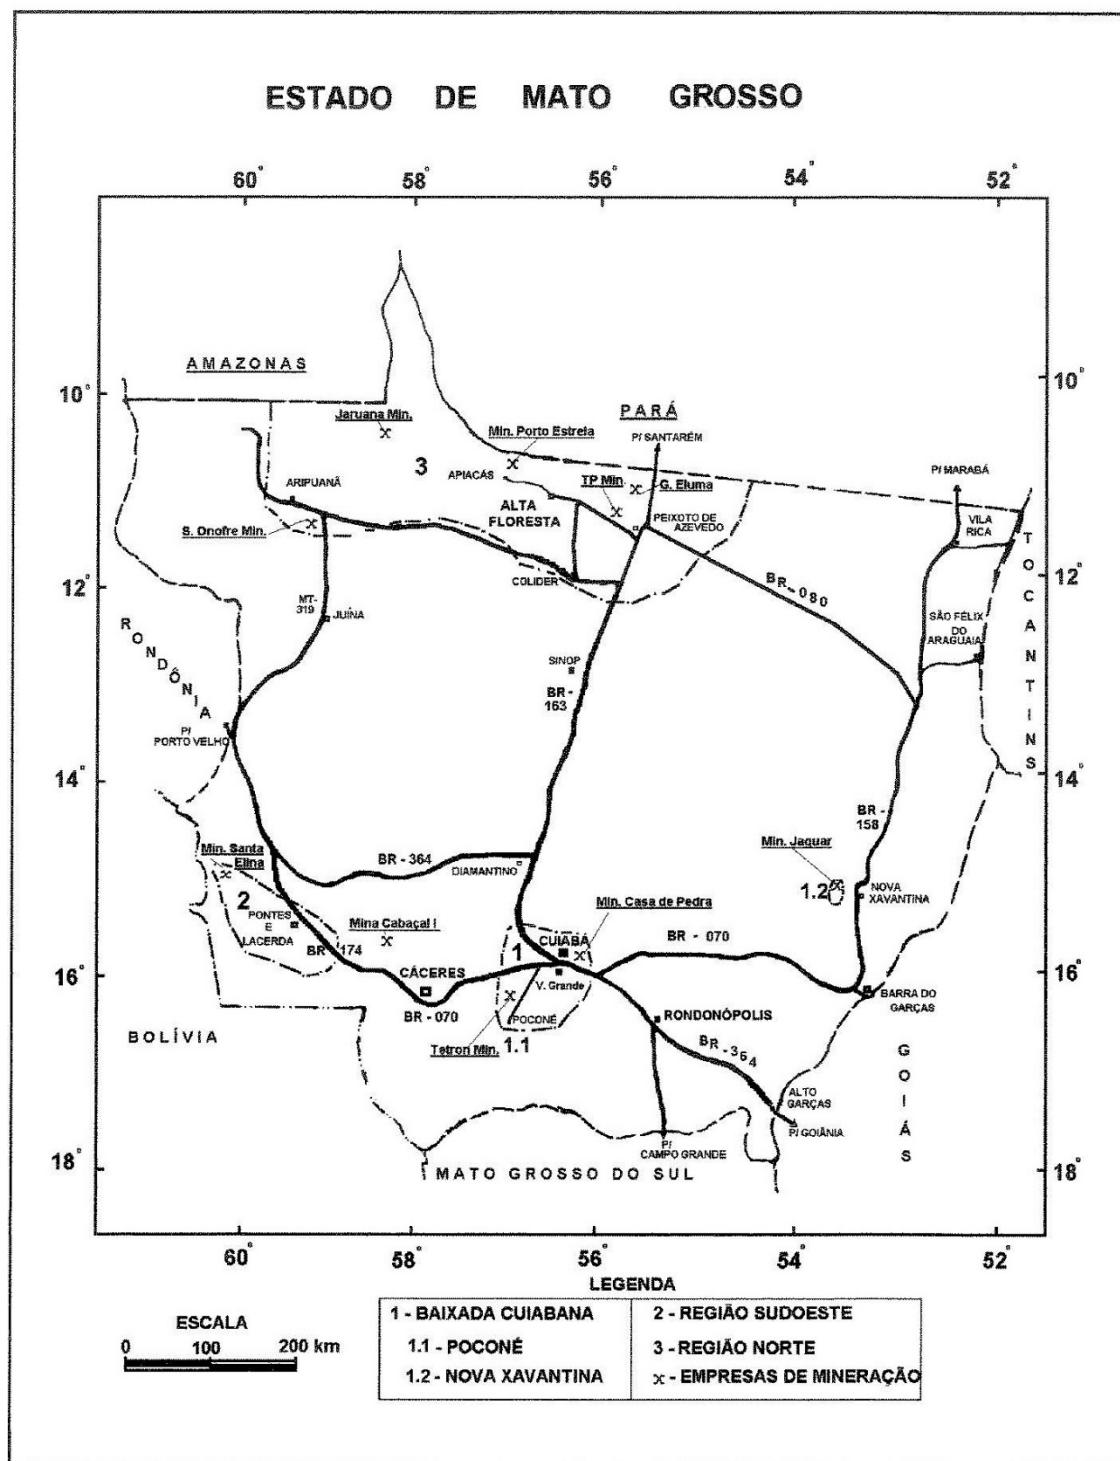 ESTADO DE MATO GROSSO
60° 58° 56° 54° 52°
AMAZONAS
10°
10°
Jaruana Min.
PARÁ
Min. Porto Estrela
P/ SANTARÉM
3
APIACÁS
TP Min.
G. Eluma
P/ MARABÁ
ARIPUANÃ
ALTA
FLORESTA
PEIXOTO DE
AZEVEDO
VILA
RICA
S. Onofre Min.
TOCANTINS
COLIDER
12°
12°
BR-080
MT-
319
JUÍNA
SÃO FÉLIX
DO
ARAGUAIA
RONDÔNIA
SINOP
BR-
163
P/
PORTO VELHO
14°
14°
BR-
158
Min. Santa
Elina
Min. Jaguar
BR - 364
DIAMANTINO
1.2
NOVA
XAVANTINA
2
Min. Casa de Pedra
PONTES
E
LACERDA
Mina Cabaçal I
1
CUIABÁ
BR - 070
BR 174
16°
16°
CÁCERES
V. Grande
BARRA DO
GARÇAS
BR - 070
POCONÉ
RONDONÓPOLIS
BOLÍVIA
Tetron Min.
1.1
BR-364
GOIÁS
ALTO
GARÇAS
P/ GOIÂNIA
P/
CAMPO GRANDE
18°
18°
MATO GROSSO DO SUL
60° 58° 56° 54° 52°
LEGENDA
ESCALA
0 100 200 km
1 - BAIXADA CUIABANA
2 - REGIÃO SUDOESTE
1.1 - POCONÉ
3 - REGIÃO NORTE
1.2 - NOVA XAVANTINA
x - EMPRESAS DE MINERAÇÃO